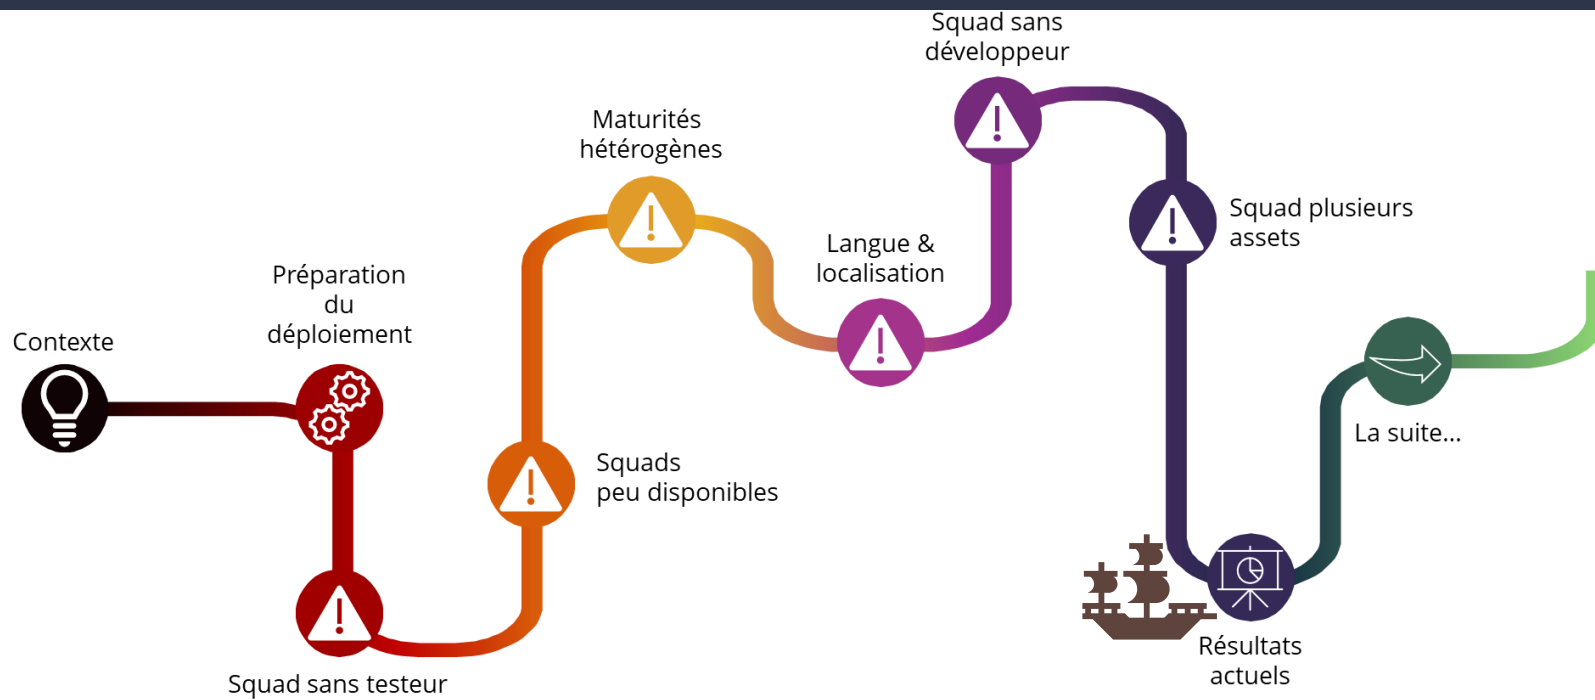 Contexte
Préparation
du
déploiement
Squad sans testeur
Squads
peu disponibles
Maturités
hétérogènes
Langue &
localisation
Squad sans
développeur
Squad plusieurs
assets
Résultats
actuels
La suite...